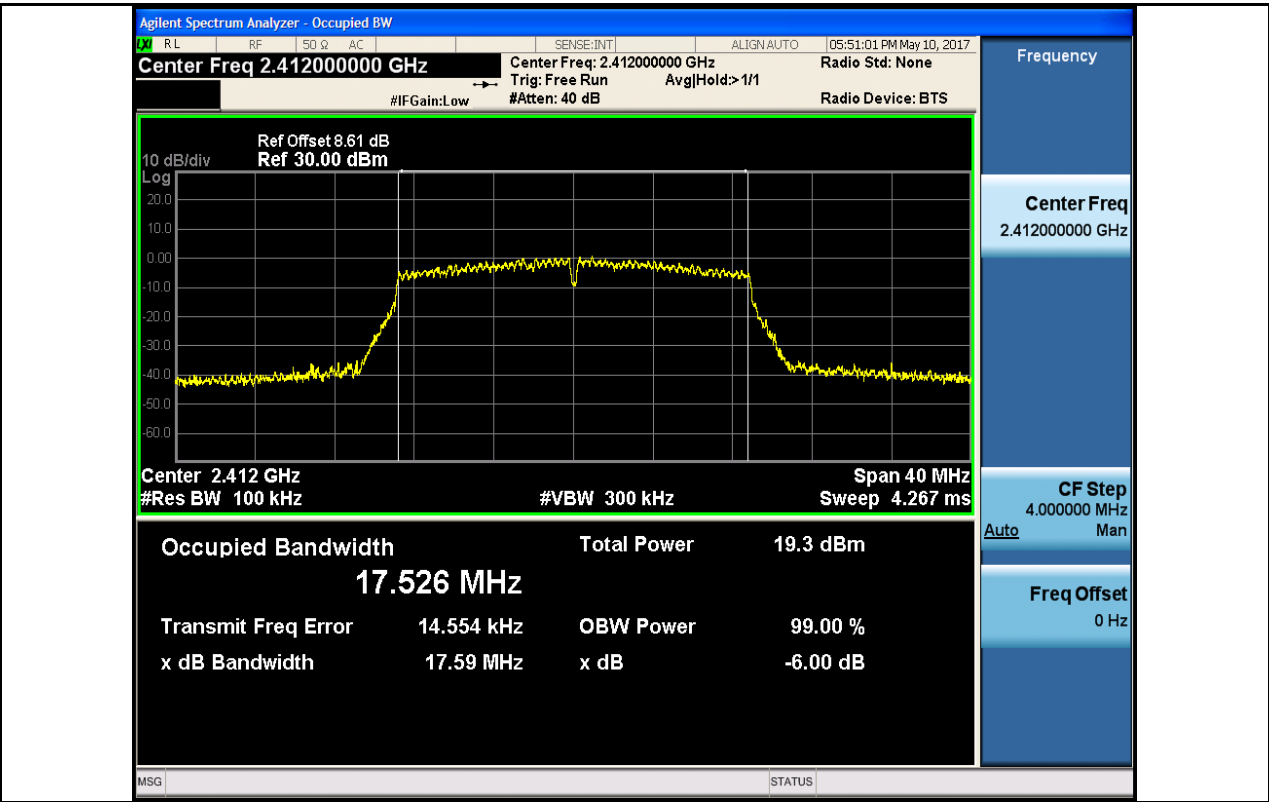 Agilent Spectrum Analyzer - Occupied BW
LXI RL RF 50 Ω AC SENSE:INT ALIGN AUTO 05:51:01 PM May 10, 2017
Center Freq 2.412000000 GHz
Center Freq: 2.412000000 GHz Radio Std: None
Trig: Free Run Avg|Hold:>1/1
#IFGain:Low #Atten: 40 dB Radio Device: BTS
Ref Offset 8.61 dB
10 dB/div Ref 30.00 dBm
Log
20.0
10.0
0.00
-10.0
-20.0
-30.0
-40.0
-50.0
-60.0
Center 2.412 GHz Span 40 MHz
#Res BW 100 kHz #VBW 300 kHz Sweep 4.267 ms
Occupied Bandwidth Total Power 19.3 dBm
17.526 MHz
Transmit Freq Error 14.554 kHz OBW Power 99.00 %
x dB Bandwidth 17.59 MHz x dB -6.00 dB
MSG STATUS
Frequency
Center Freq
2.412000000 GHz
CF Step
4.000000 MHz
Auto Man
Freq Offset
0 Hz